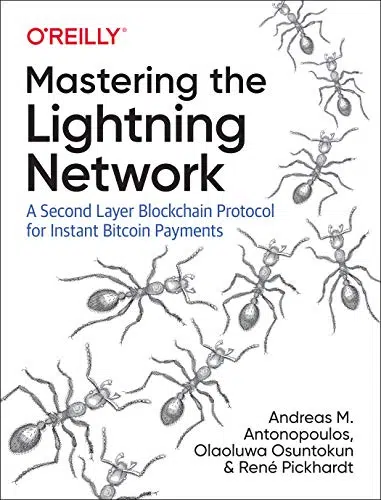 O'REILLY®
Mastering the
Lightning
Network
A Second Layer Blockchain Protocol
for Instant Bitcoin Payments
Andreas M.
Antonopoulos,
Olaoluwa Osuntokun
& René Pickhardt